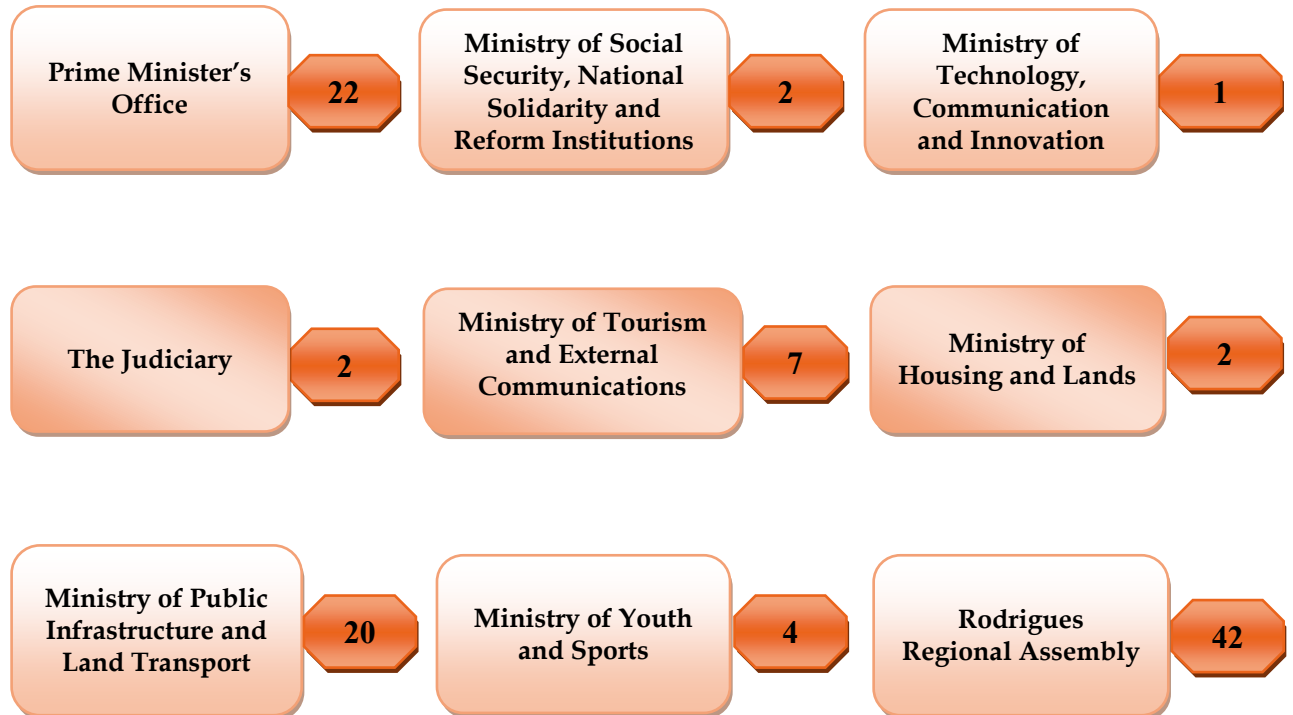 Prime Minister’s
Office
22
Ministry of Social
Security, National
Solidarity and
Reform Institutions
2
Ministry of
Technology,
Communication
and Innovation
1
The Judiciary
2
Ministry of Tourism
and External
Communications
7
Ministry of
Housing and Lands
2
Ministry of Public
Infrastructure and
Land Transport
20
Ministry of Youth
and Sports
4
Rodrigues
Regional Assembly
42